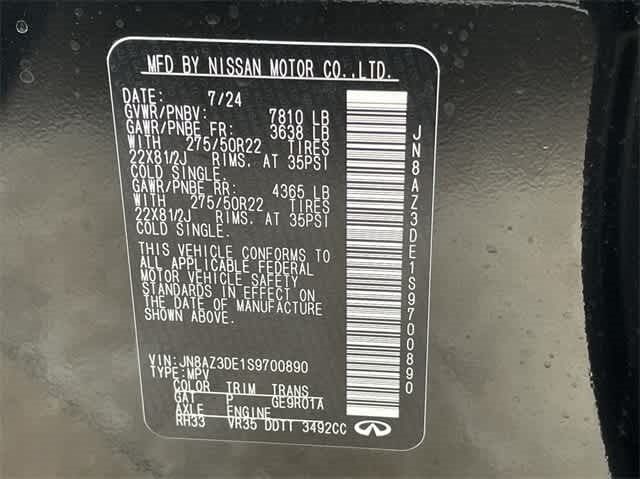 MFD BY NISSAN MOTOR CO.,LTD.
DATE: 7/24
GVWR/PNBV: 7810 LB
GAWR/PNBE FR: 3638 LB
WITH 275/50R22 TIRES
22X81/2J RIMS. AT 35PSI
COLD SINGLE.
GAWR/PNBE RR: 4365 LB
WITH 275/50R22 TIRES
22X81/2J RIMS. AT 35PSI
COLD SINGLE.
THIS VEHICLE CONFORMS TO
ALL APPLICABLE FEDERAL
MOTOR VEHICLE SAFETY
STANDARDS IN EFFECT ON
THE DATE OF MANUFACTURE
SHOWN ABOVE.
VIN:JN8AZ3DE1S9700890
TYPE:MPV
COLOR TRIM TRANS
GAT P GE9R01A
AXLE ENGINE
RH33 VR35 DDTT 3492CC
JN8AZ3DE1S9700890